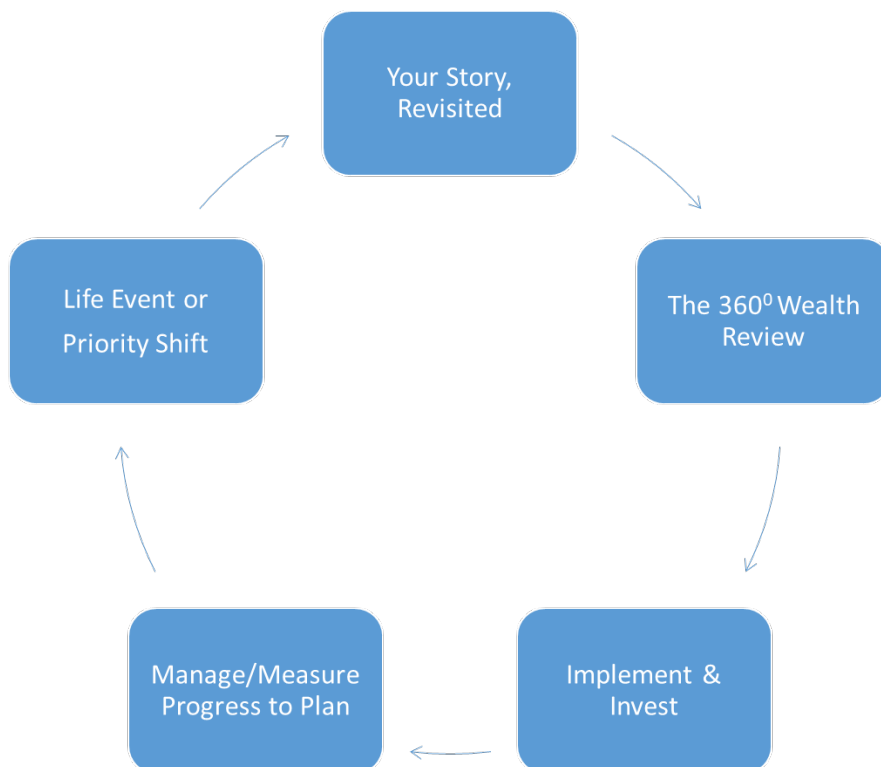 Your Story,
Revisited
The 360⁰ Wealth
Review
Implement &
Invest
Manage/Measure
Progress to Plan
Life Event or
Priority Shift